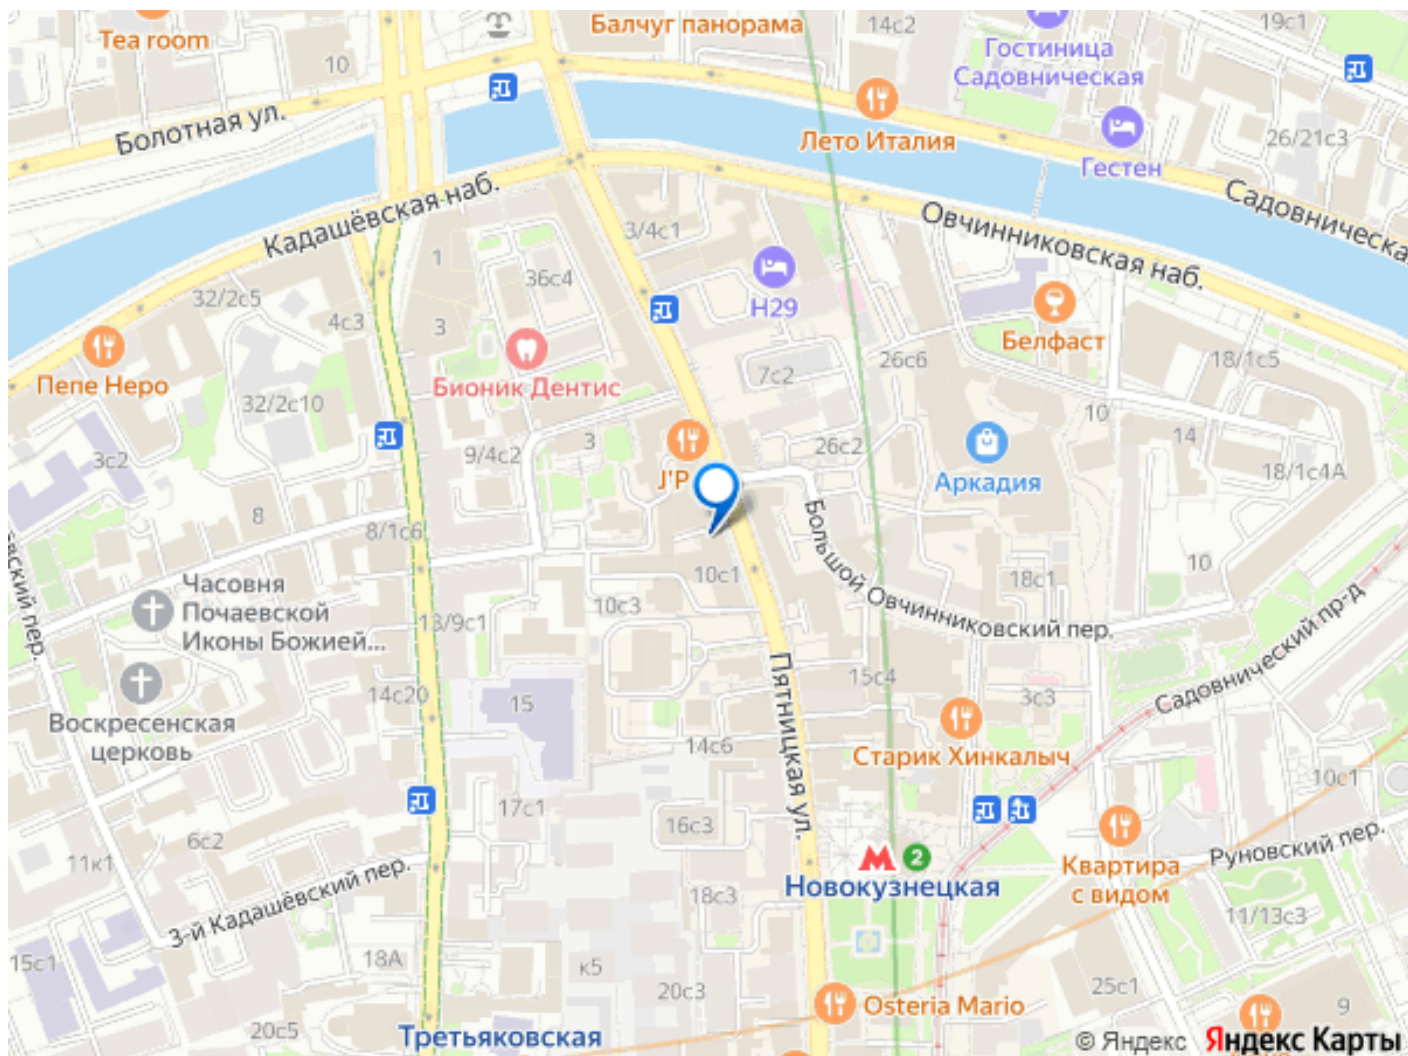 Tea room
Балчуг панорама
14с2
19с1
10
Гостиница
Садовническая
Болотная ул.
Лето Италия
26/21с3
Гестен
Кадашёвская наб.
Садовническая
Овчинниковская наб.
3/4с1
1
36с4
32/2с5
4с3
3
Н29
Белфаст
Пепе Неро
Бионик Дентис
7с2
26с6
18/1с5
32/2с10
10
3с2
9/4с2
3
26с2
14
18/1с4А
J'P
Аркадия
8
8/1с6
Большой Овчинниковский пер.
10с1
18с1
10
Часовня
Почаевской
Иконы Божией...
10с3
13/9с1
Садовнический пр-д
Пятницкая ул.
15с4
3с3
14с20
15
Воскресенская
церковь
14с6
Старик Хинкалыч
10с1
17с1
16с3
6с2
11к1
2
Новокузнецкая
Квартира
с видом
Руновский пер.
3-й Кадашёвский пер.
18с3
11/13с3
15с1
18А
к5
20с3
25с1
Osteria Mario
9
20с5
Третьяковская
© Яндекс Яндекс Карты